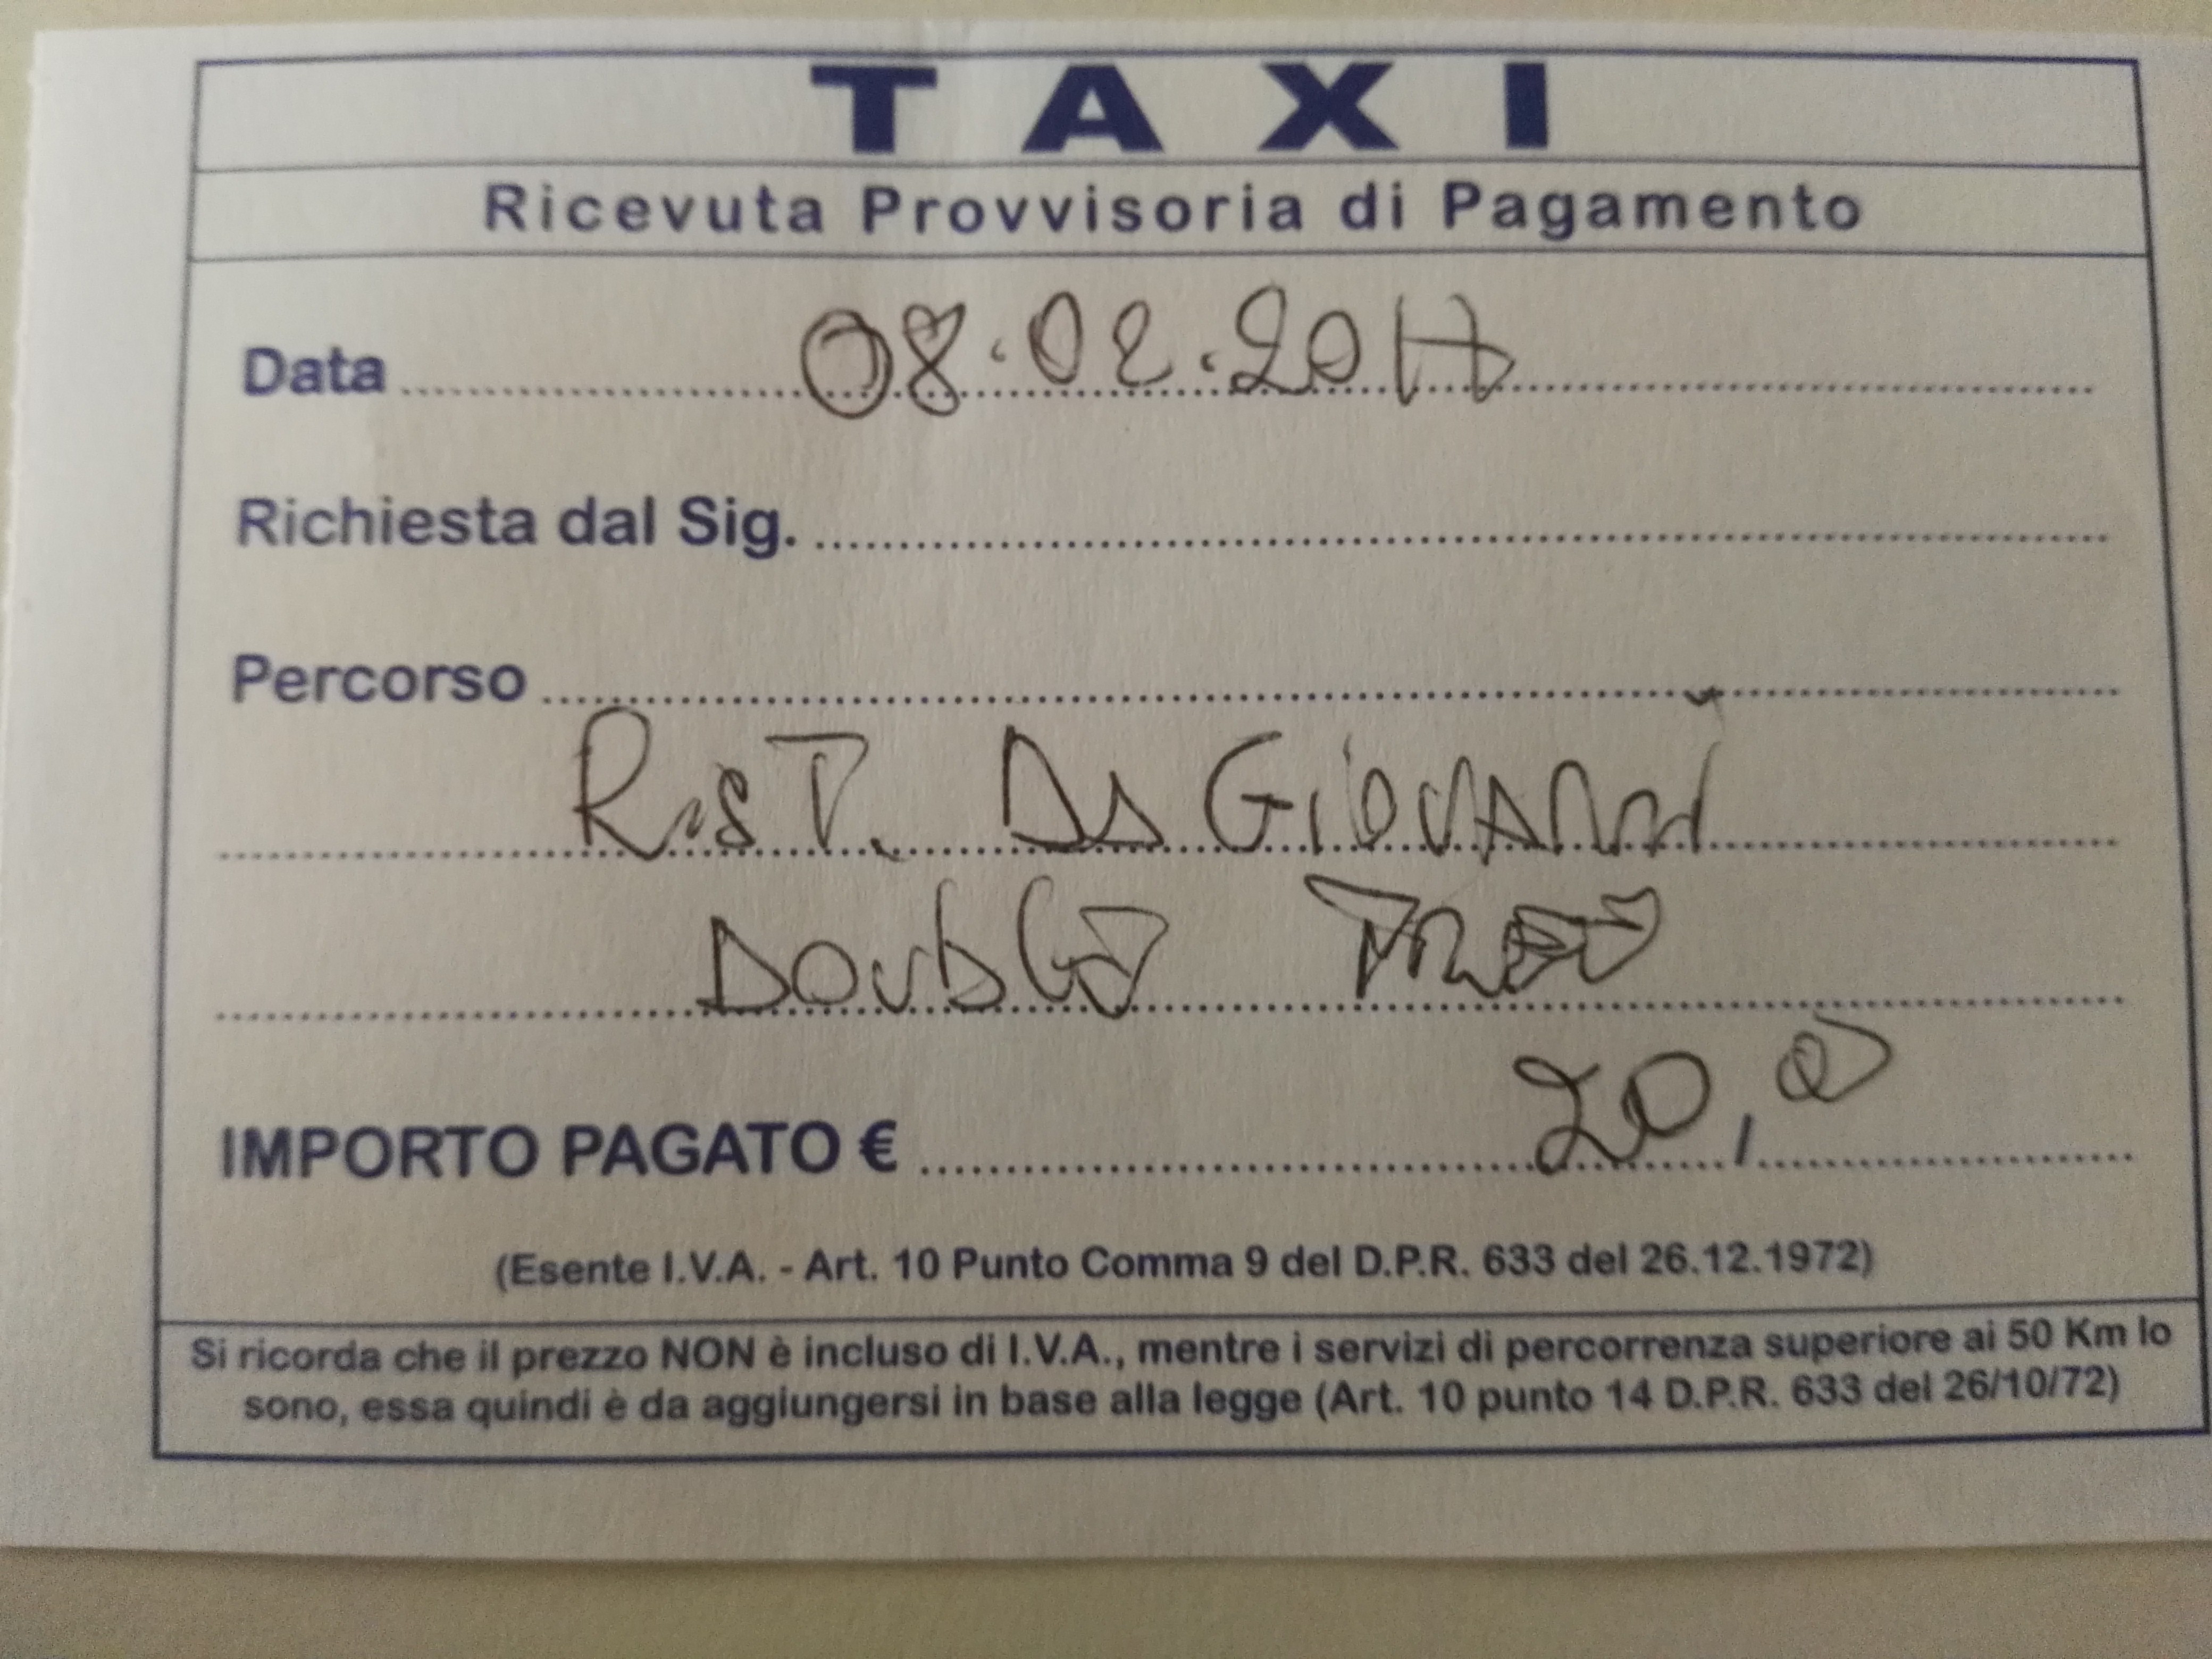 TAXI
Ricevuta Provvisoria di Pagamento
Data 08.02.2017
Richiesta dal Sig.
Percorso
RIST. DA GIOVANNI
DOUBLE TREE
IMPORTO PAGATO € 20,00
(Esente I.V.A. - Art. 10 Punto Comma 9 del D.P.R. 633 del 26.12.1972)
Si ricorda che il prezzo NON è incluso di I.V.A., mentre i servizi di percorrenza superiore ai 50 Km lo
sono, essa quindi è da aggiungersi in base alla legge (Art. 10 punto 14 D.P.R. 633 del 26/10/72)